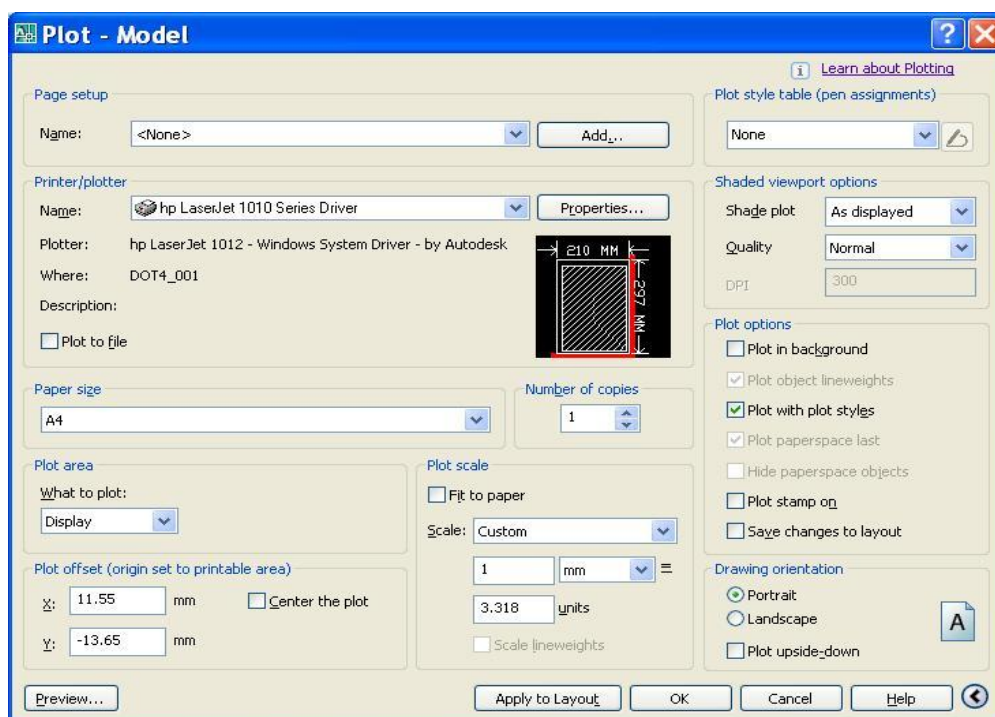 Plot - Model
Learn about Plotting
Page setup
Name: <None> Add...
Plot style table (pen assignments)
None
Printer/plotter
Name: hp LaserJet 1010 Series Driver Properties...
Plotter: hp LaserJet 1012 - Windows System Driver - by Autodesk
Where: DOT4_001
Description:
Plot to file
210 MM
297 MM
Shaded viewport options
Shade plot As displayed
Quality Normal
DPI 300
Paper size
A4
Number of copies
1
Plot options
Plot in background
Plot object lineweights
Plot with plot styles
Plot paperspace last
Hide paperspace objects
Plot stamp on
Save changes to layout
Plot area
What to plot:
Display
Plot scale
Fit to paper
Scale: Custom
1 mm =
3.318 units
Scale lineweights
Plot offset (origin set to printable area)
X: 11.55 mm Center the plot
Y: -13.65 mm
Drawing orientation
Portrait
Landscape
Plot upside-down
A
Preview... Apply to Layout OK Cancel Help